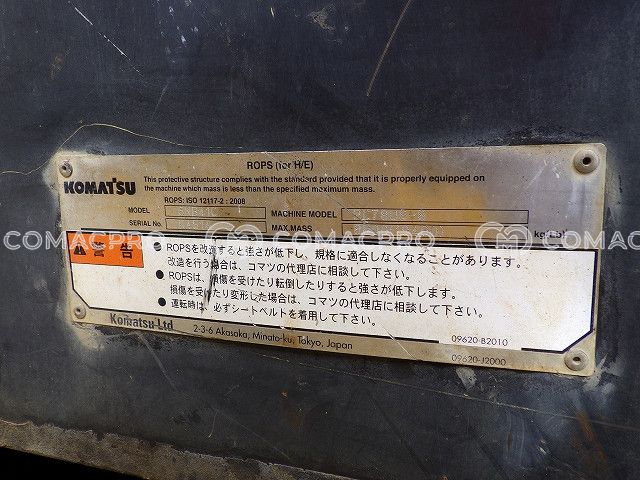 ROPS (for H/E)
KOMATSU
This protective structure complies with the standard provided that it is properly equipped on
the machine which mass is less than the specified maximum mass.
ROPS: ISO 12117-2 : 2008
MODEL
MACHINE MODEL
SERIAL No.
MAX.MASS
COMACPRO COMACPRO COMACPRO
警告
● ROPSを改造すると強さが低下し、規格に適合しなくなることがあります。
改造を行う場合は、コマツの代理店に相談して下さい。
● ROPSは、損傷を受けたり転倒したりすると強さが低下します。
損傷を受けたり変形した場合は、コマツの代理店に相談して下さい。
● 運転時は、必ずシートベルトを着用して下さい。
09620-B2010
Komatsu Ltd
2-3-6 Akasaka, Minato-ku, Tokyo, Japan
09620-J2000